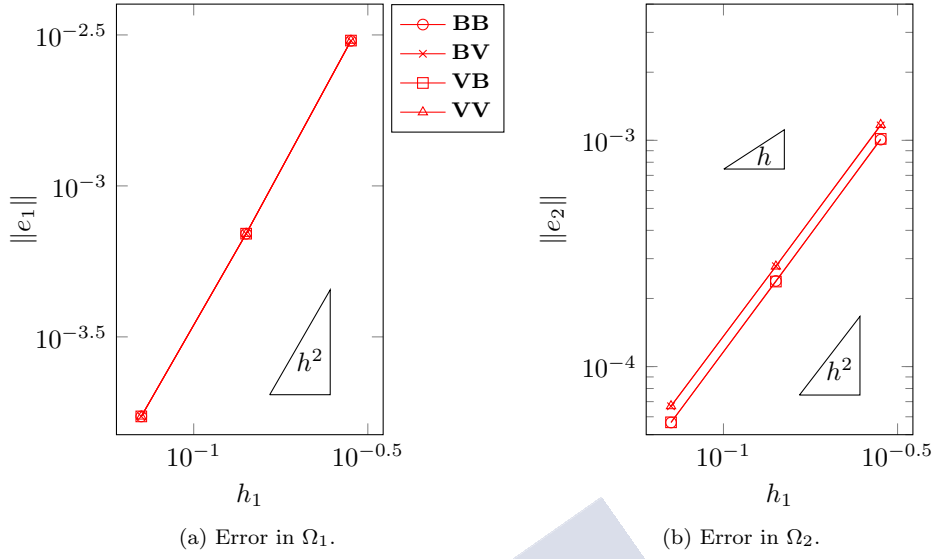 10^{-2.5}
10^{-3}
10^{-3.5}
‖e_1‖
h^2
10^{-1}
10^{-0.5}
h_1
(a) Error in Ω_1.
BB
BV
VB
VV
10^{-3}
10^{-4}
‖e_2‖
h
h^2
10^{-1}
10^{-0.5}
h_1
(b) Error in Ω_2.